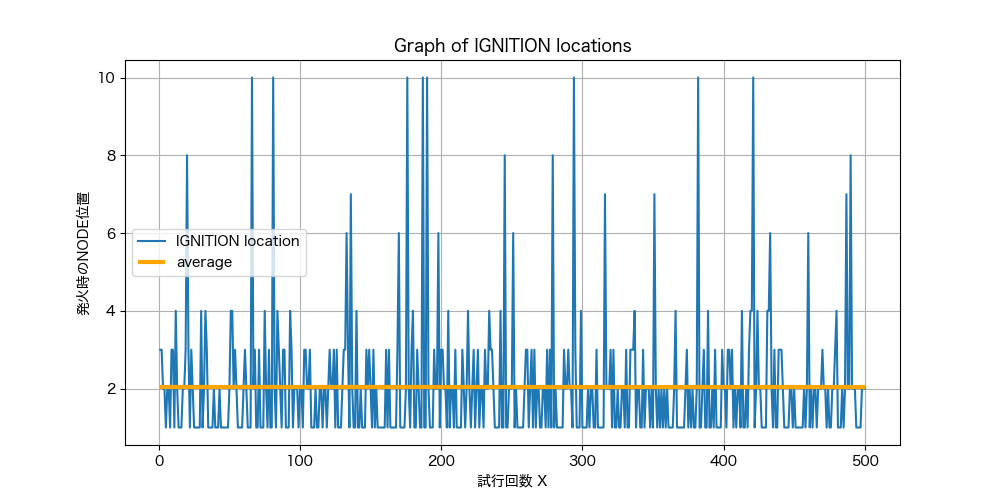 Graph of IGNITION locations
発火時のNODE位置
10
8
6
4
2
IGNITION location
average
0
100
200
300
400
500
試行回数 X